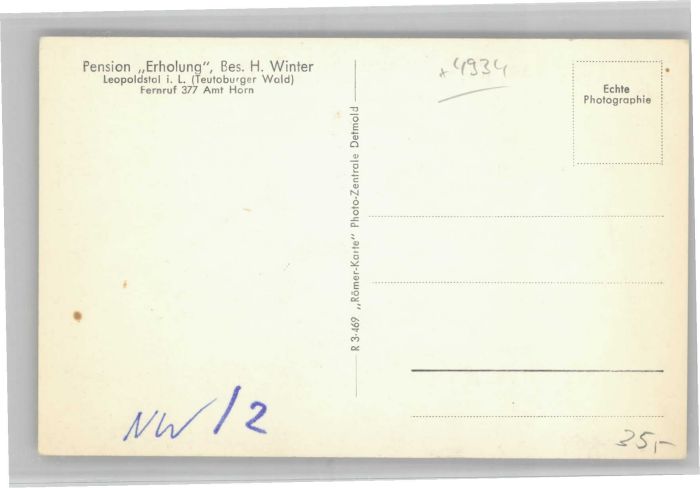 Pension „Erholung“, Bes. H. Winter
Leopoldstal i. L. (Teutoburger Wald)
Fernruf 377 Amt Horn
R 3-469 „Römer-Karte“ Photo-Zentrale Detmold
*4934
Echte
Photographie
NW/2
35,-